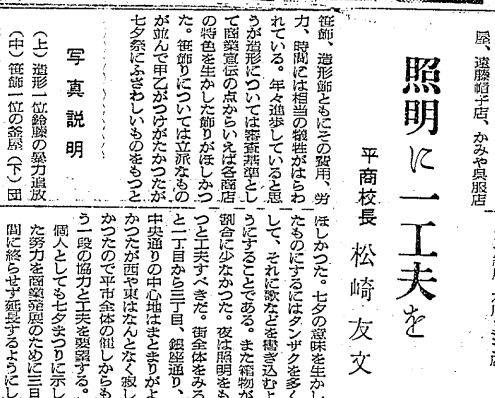 屋、遠藤帽子店、かみや呉服店
照明に一工夫を
平商校長 松崎友文
笹飾、造形飾ともにその費用、労
力、時間には相当の犠牲がはらわ
れている。年々進歩していると思
うが造形については審査基準とし
て商業宣伝の点からいえば各商店
の特色を生かした飾りがほしかつ
た。笹飾りについては立派なもの
が並んで甲乙がつけがたかつたが
七夕祭にふさわしいものをもつと
ほしかつた。七夕の意味を生かし
たものにするにはタンザクを多く
して、それに歌などを書き込むよ
うにすることである。また箱物が
割合に少なかつた。夜は照明をも
つと工夫すべきだ。街全体をみる
と一丁目から三丁目、銀座通り、
中央通りの中心地はまとまりがよ
かつたが西や東はなんとなく寂し
かつたので平市全体の催しからも
う一段の協力と工夫を要望する。
個人としても七夕まつりに示し
た努力を商業発展のために三日
間に終らせず延長するようにし
写真説明
(上)造形一位鈴藤の暴力追放
(中)笹飾一位の釜屋(下)団